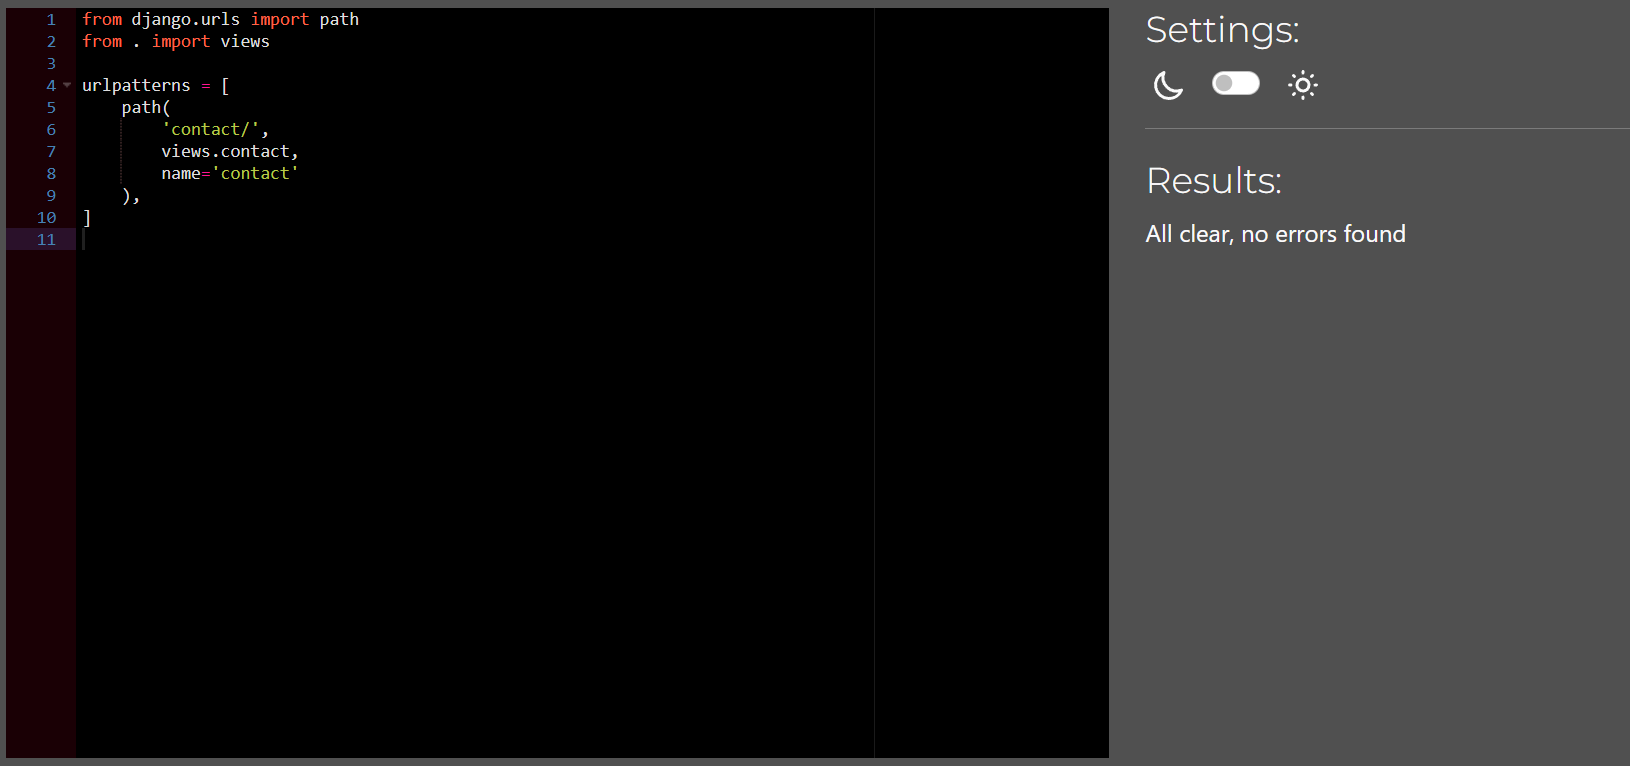 1 from django.urls import path
2 from . import views
3
4 urlpatterns = [
5     path(
6         'contact/',
7         views.contact,
8         name='contact'
9     ),
10 ]
11
Settings:
Results:
All clear, no errors found